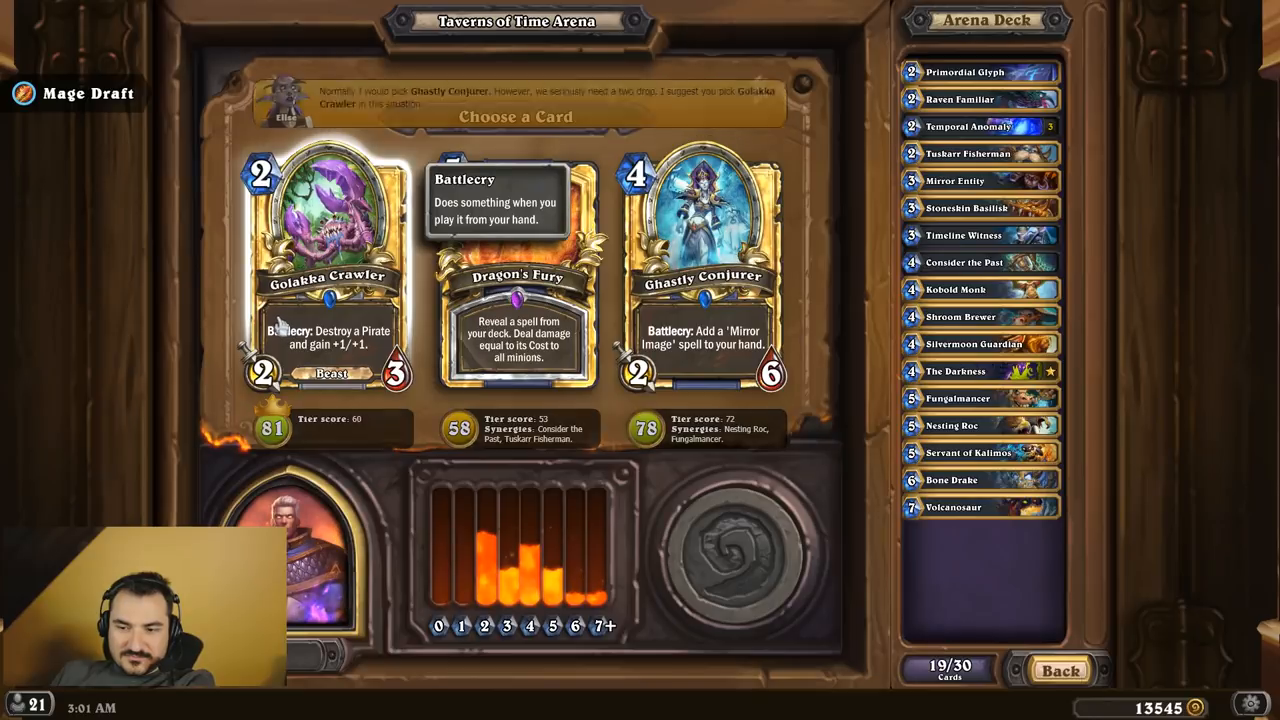 Taverns of Time Arena
Arena Deck
Mage Draft
Normally I would pick Ghastly Conjurer. However, we seriously need a two drop. I suggest you pick Golakka
Crawler in this situation
Elise
Choose a Card
2
Golakka Crawler
Battlecry: Destroy a Pirate
and gain +1/+1.
2
Beast
3
Battlecry
Does something when you
play it from your hand.
Dragon's Fury
Reveal a spell from
your deck. Deal damage
equal to its Cost to
all minions.
4
Ghastly Conjurer
Battlecry: Add a 'Mirror
Image' spell to your hand.
2
6
81
Tier score: 60
58
Tier score: 53
Synergies: Consider the
Past, Tuskarr Fisherman.
78
Tier score: 72
Synergies: Nesting Roc,
Fungalmancer.
0 1 2 3 4 5 6 7+
2 Primordial Glyph
2 Raven Familiar
2 Temporal Anomaly 3
2 Tuskarr Fisherman
3 Mirror Entity
3 Stoneskin Basilisk
3 Timeline Witness
4 Consider the Past
4 Kobold Monk
4 Shroom Brewer
4 Silvermoon Guardian
4 The Darkness
5 Fungalmancer
5 Nesting Roc
5 Servant of Kalimos
6 Bone Drake
7 Volcanosaur
19/30
Cards
Back
21
3:01 AM
13545